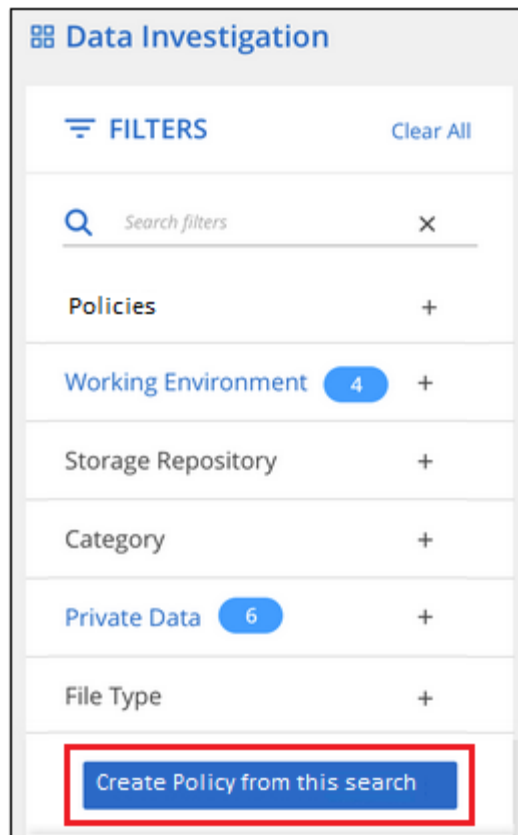 Data Investigation
FILTERS Clear All
Search filters
Policies +
Working Environment 4 +
Storage Repository +
Category +
Private Data 6 +
File Type +
Create Policy from this search